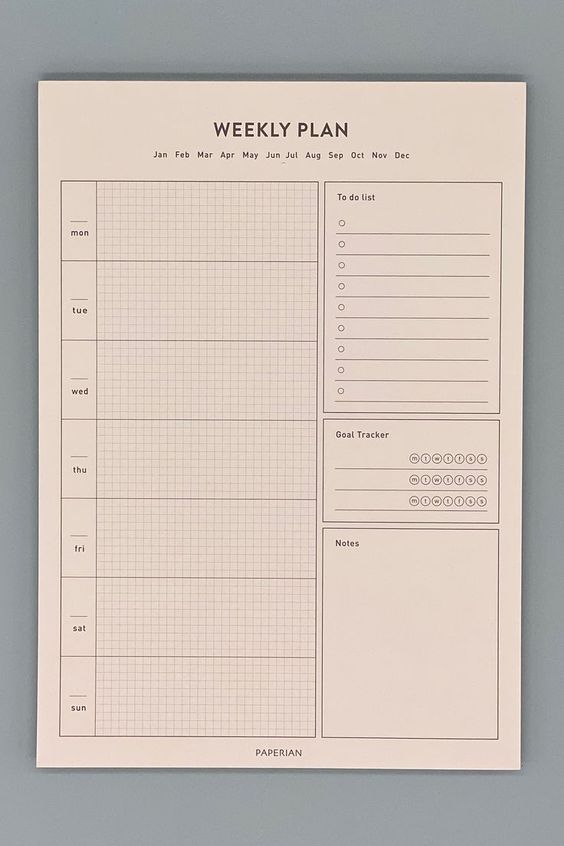 WEEKLY PLAN
Jan Feb Mar Apr May Jun Jul Aug Sep Oct Nov Dec
mon
tue
wed
thu
fri
sat
sun
To do list
Goal Tracker
m t w t f s s
m t w t f s s
m t w t f s s
Notes
PAPERIAN